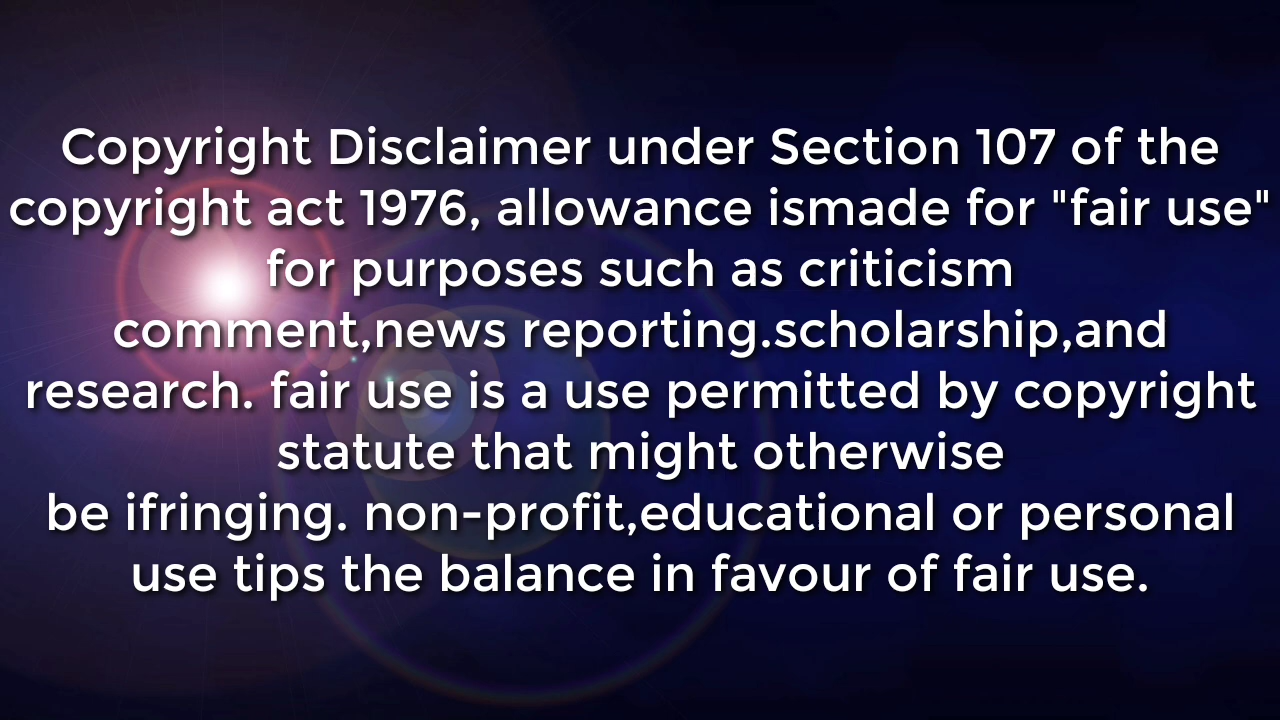 Copyright Disclaimer under Section 107 of the
copyright act 1976, allowance ismade for "fair use"
for purposes such as criticism
comment,news reporting.scholarship,and
research. fair use is a use permitted by copyright
statute that might otherwise
be ifringing. non-profit,educational or personal
use tips the balance in favour of fair use.